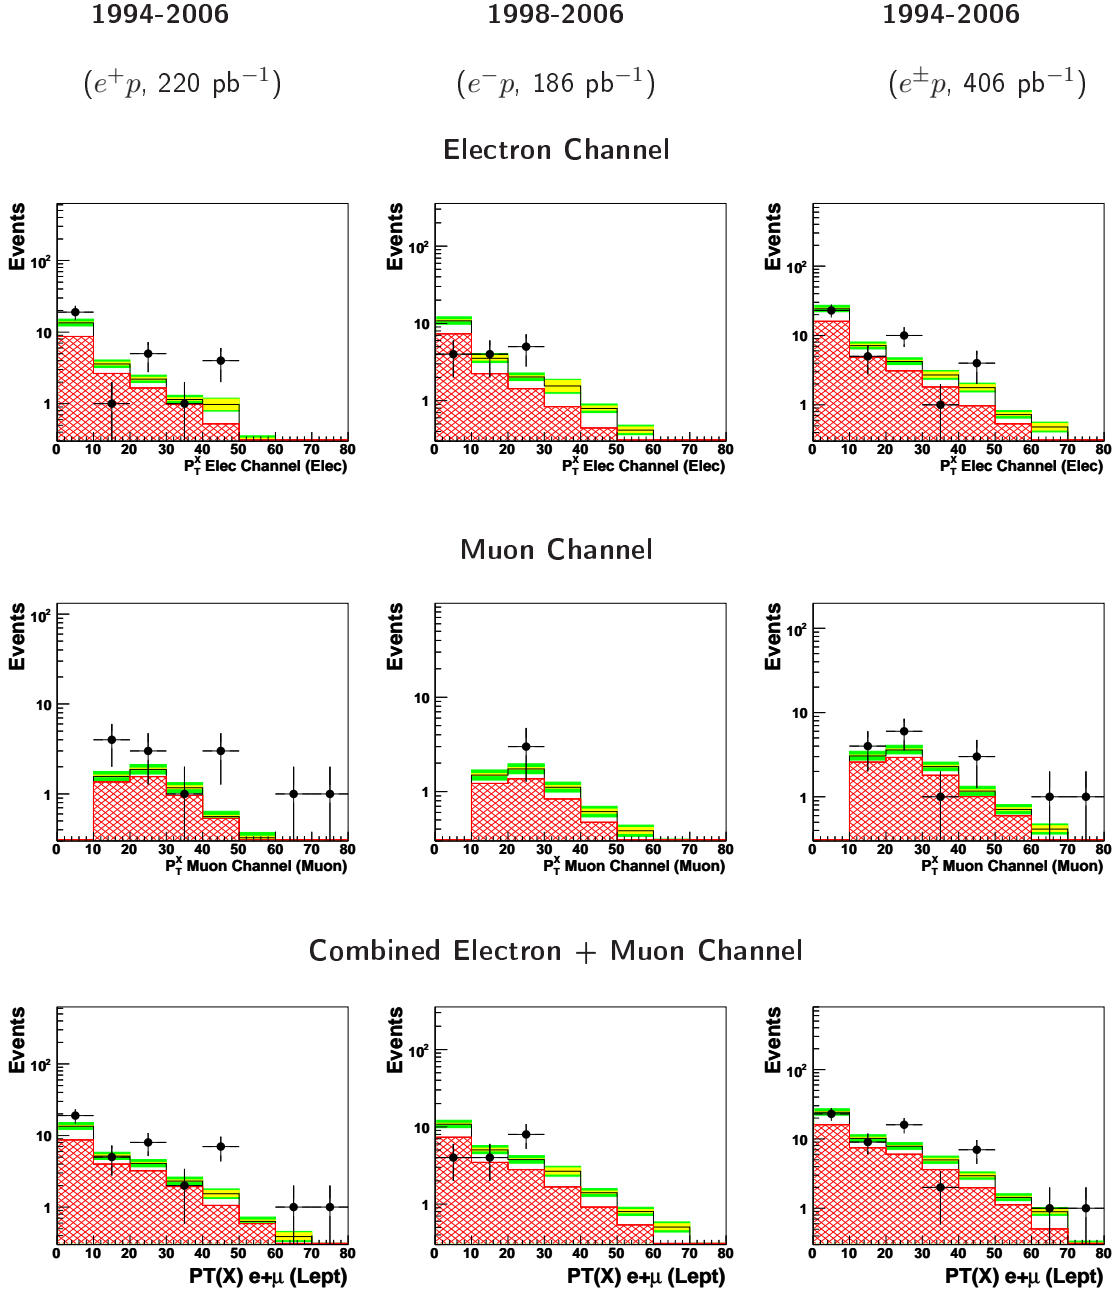 1994-2006 1998-2006 1994-2006
(e⁺p, 220 pb⁻¹) (e⁻p, 186 pb⁻¹) (e±p, 406 pb⁻¹)
Electron Channel
Events Events Events
10² 10² 10²
10 10 10
1 1 1
0 10 20 30 40 50 60 70 80 0 10 20 30 40 50 60 70 80 0 10 20 30 40 50 60 70 80
P_T^X Elec Channel (Elec) P_T^X Elec Channel (Elec) P_T^X Elec Channel (Elec)
Muon Channel
Events Events Events
10² 10²
10 10 10
1 1 1
0 10 20 30 40 50 60 70 80 0 10 20 30 40 50 60 70 80 0 10 20 30 40 50 60 70 80
P_T^X Muon Channel (Muon) P_T^X Muon Channel (Muon) P_T^X Muon Channel (Muon)
Combined Electron + Muon Channel
Events Events Events
10² 10² 10²
10 10 10
1 1 1
0 10 20 30 40 50 60 70 80 0 10 20 30 40 50 60 70 80 0 10 20 30 40 50 60 70 80
PT(X) e+μ (Lept) PT(X) e+μ (Lept) PT(X) e+μ (Lept)